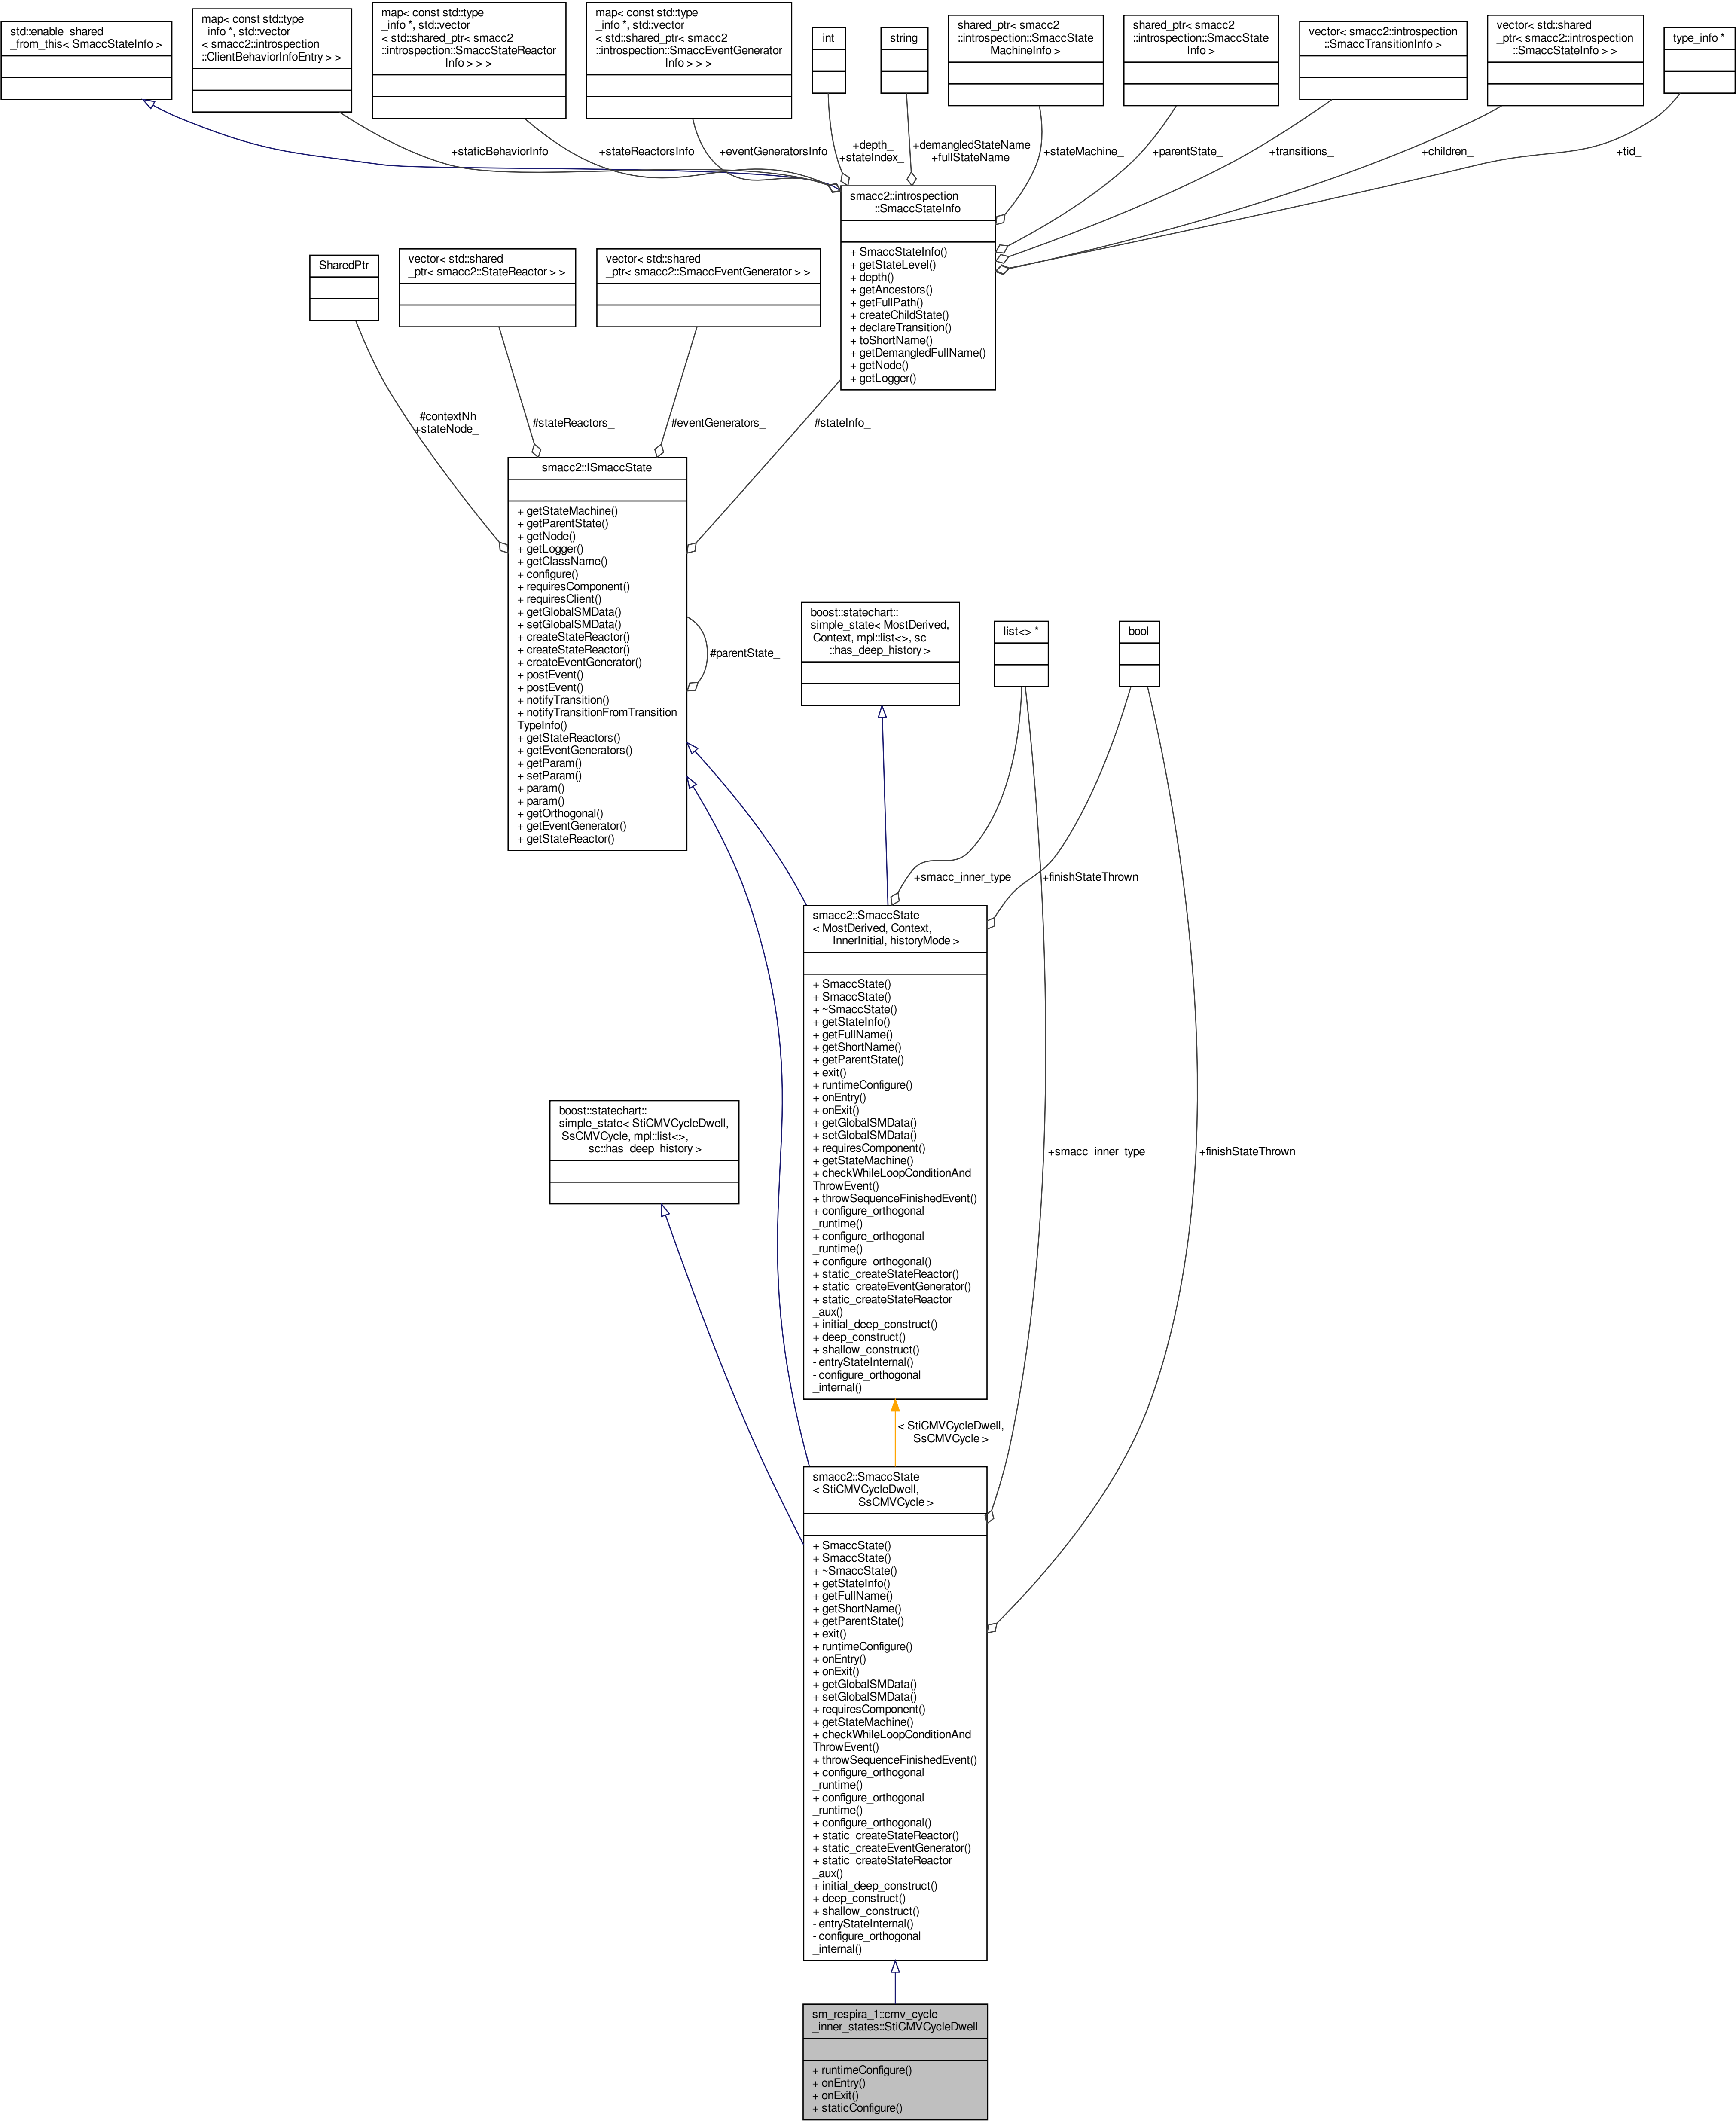 std::enable_shared
_from_this< SmaccStateInfo >
map< const std::type
_info *, std::vector
< smacc2::introspection
::ClientBehaviorInfoEntry > >
map< const std::type
_info *, std::vector
< std::shared_ptr< smacc2
::introspection::SmaccStateReactor
Info > > >
map< const std::type
_info *, std::vector
< std::shared_ptr< smacc2
::introspection::SmaccEventGenerator
Info > > >
int
string
shared_ptr< smacc2
::introspection::SmaccState
MachineInfo >
shared_ptr< smacc2
::introspection::SmaccState
Info >
vector< smacc2::introspection
::SmaccTransitionInfo >
vector< std::shared
_ptr< smacc2::introspection
::SmaccStateInfo > >
type_info *
+staticBehaviorInfo
+stateReactorsInfo
+eventGeneratorsInfo
+depth_
+stateIndex_
+demangledStateName
+fullStateName
+stateMachine_
+parentState_
+transitions_
+children_
+tid_
smacc2::introspection
::SmaccStateInfo
+ SmaccStateInfo()
+ getStateLevel()
+ depth()
+ getAncestors()
+ getFullPath()
+ createChildState()
+ declareTransition()
+ toShortName()
+ getDemangledFullName()
+ getNode()
+ getLogger()
SharedPtr
vector< std::shared
_ptr< smacc2::StateReactor > >
vector< std::shared
_ptr< smacc2::SmaccEventGenerator > >
#contextNh
+stateNode_
#stateReactors_
#eventGenerators_
#stateInfo_
smacc2::ISmaccState
+ getStateMachine()
+ getParentState()
+ getNode()
+ getLogger()
+ getClassName()
+ configure()
+ requiresComponent()
+ requiresClient()
+ getGlobalSMData()
+ setGlobalSMData()
+ createStateReactor()
+ createStateReactor()
+ createEventGenerator()
+ postEvent()
+ postEvent()
+ notifyTransition()
+ notifyTransitionFromTransition
TypeInfo()
+ getStateReactors()
+ getEventGenerators()
+ getParam()
+ setParam()
+ param()
+ param()
+ getOrthogonal()
+ getEventGenerator()
+ getStateReactor()
#parentState_
boost::statechart::
simple_state< MostDerived,
Context, mpl::list<>, sc
::has_deep_history >
list<> *
bool
+smacc_inner_type
+finishStateThrown
smacc2::SmaccState
< MostDerived, Context,
InnerInitial, historyMode >
+ SmaccState()
+ SmaccState()
+ ~SmaccState()
+ getStateInfo()
+ getFullName()
+ getShortName()
+ getParentState()
+ exit()
+ runtimeConfigure()
+ onEntry()
+ onExit()
+ getGlobalSMData()
+ setGlobalSMData()
+ requiresComponent()
+ getStateMachine()
+ checkWhileLoopConditionAnd
ThrowEvent()
+ throwSequenceFinishedEvent()
+ configure_orthogonal
_runtime()
+ configure_orthogonal
_runtime()
+ configure_orthogonal()
+ static_createStateReactor()
+ static_createEventGenerator()
+ static_createStateReactor
_aux()
+ initial_deep_construct()
+ deep_construct()
+ shallow_construct()
- entryStateInternal()
- configure_orthogonal
_internal()
boost::statechart::
simple_state< StiCMVCycleDwell,
SsCMVCycle, mpl::list<>,
sc::has_deep_history >
+smacc_inner_type
+finishStateThrown
< StiCMVCycleDwell,
SsCMVCycle >
smacc2::SmaccState
< StiCMVCycleDwell,
SsCMVCycle >
+ SmaccState()
+ SmaccState()
+ ~SmaccState()
+ getStateInfo()
+ getFullName()
+ getShortName()
+ getParentState()
+ exit()
+ runtimeConfigure()
+ onEntry()
+ onExit()
+ getGlobalSMData()
+ setGlobalSMData()
+ requiresComponent()
+ getStateMachine()
+ checkWhileLoopConditionAnd
ThrowEvent()
+ throwSequenceFinishedEvent()
+ configure_orthogonal
_runtime()
+ configure_orthogonal
_runtime()
+ configure_orthogonal()
+ static_createStateReactor()
+ static_createEventGenerator()
+ static_createStateReactor
_aux()
+ initial_deep_construct()
+ deep_construct()
+ shallow_construct()
- entryStateInternal()
- configure_orthogonal
_internal()
sm_respira_1::cmv_cycle
_inner_states::StiCMVCycleDwell
+ runtimeConfigure()
+ onEntry()
+ onExit()
+ staticConfigure()